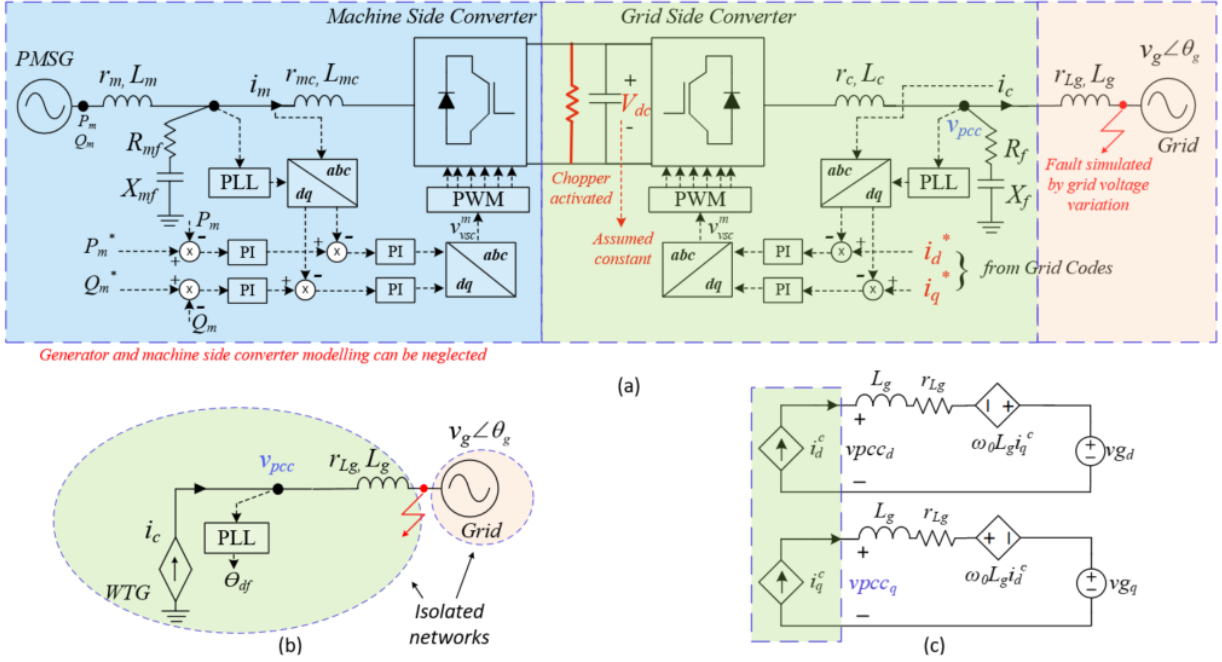 Machine Side Converter
Grid Side Converter
PMSG
r_m, L_m
i_m
r_mc, L_mc
P_m
Q_m
R_mf
X_mf
PLL
abc
dq
PWM
v_vsc^m
P_m^*
P_m
+
-
x
PI
+
-
x
PI
abc
dq
Q_m^*
Q_m
+
-
x
PI
+
-
x
PI
Chopper
activated
+
V_dc
-
Assumed
constant
PWM
v_vsc^m
abc
dq
PI
PI
r_c, L_c
i_c
v_pcc
abc
dq
PLL
R_f
X_f
-
x
+
i_d^*
-
x
+
i_q^*
}
from Grid Codes
r_Lg, L_g
v_g∠θ_g
Grid
Fault simulated
by grid voltage
variation
Generator and machine side converter modelling can be neglected
(a)
v_g∠θ_g
v_pcc
r_Lg, L_g
i_c
PLL
Θ_df
WTG
Grid
Isolated
networks
(b)
L_g
r_Lg
- +
ω_0L_gi_q^c
i_d^c
+
vpcc_d
-
+
-
vg_d
L_g
r_Lg
+ -
ω_0L_gi_d^c
i_q^c
+
vpcc_q
-
+
-
vg_q
(c)